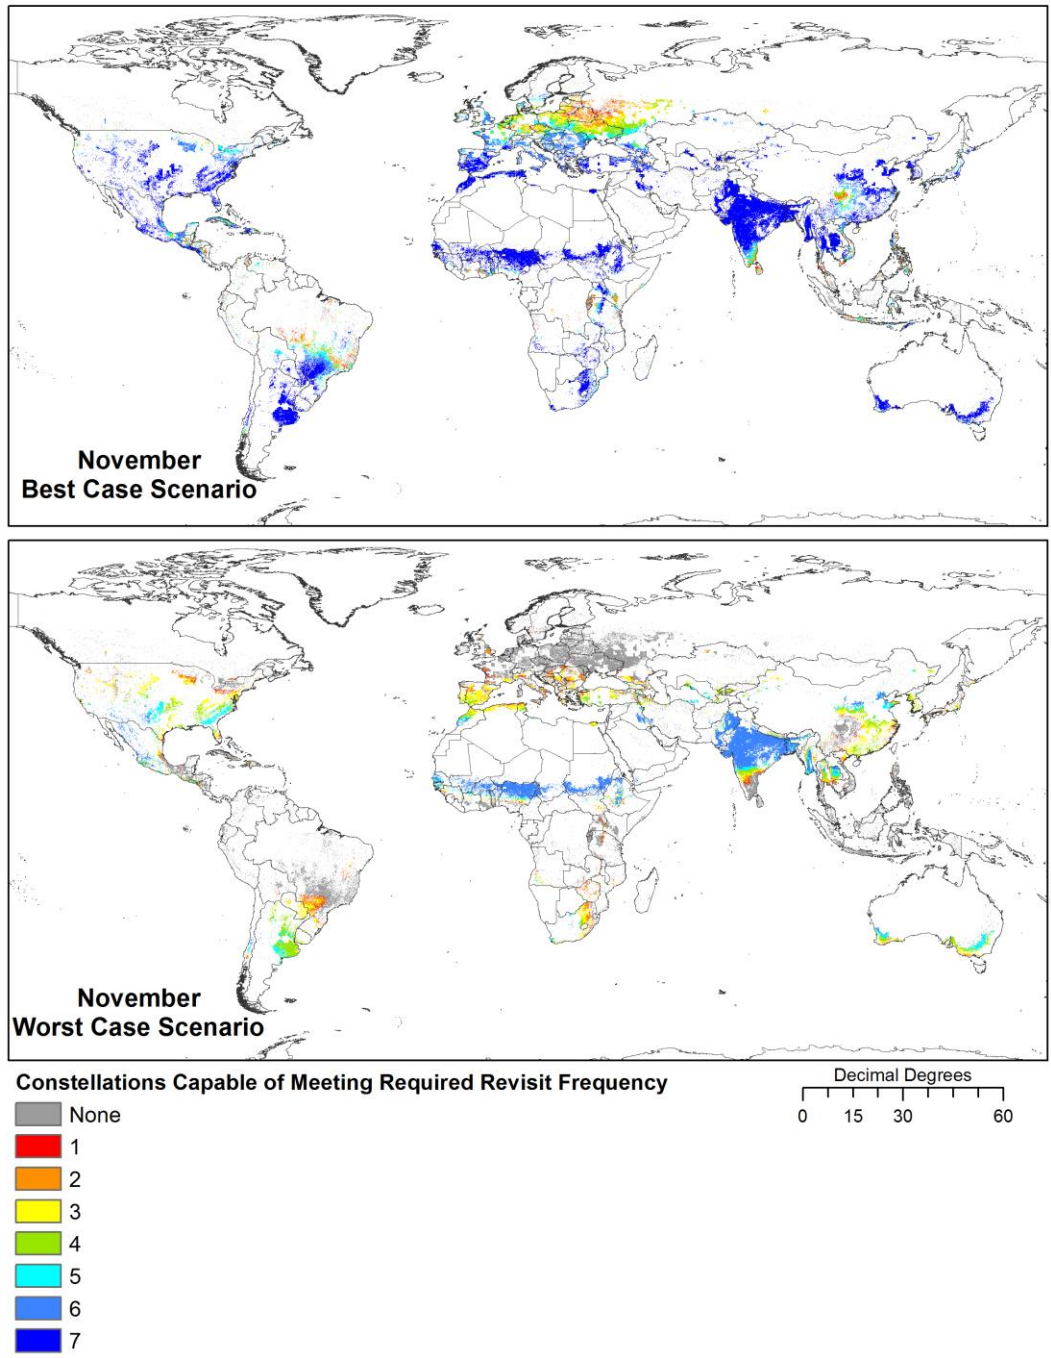 November
Best Case Scenario
November
Worst Case Scenario
Constellations Capable of Meeting Required Revisit Frequency
None
1
2
3
4
5
6
7
Decimal Degrees
0 15 30 60